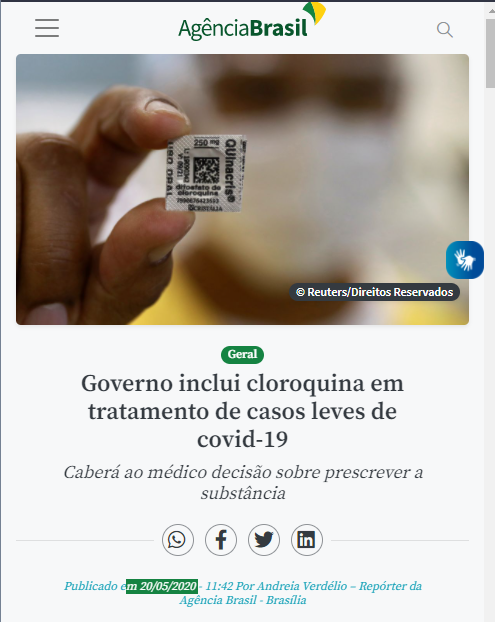 AgênciaBrasil
250 mg
QUInacris®
USO ORAL
difosfato de
cloroquina
CRISTÁLIA
© Reuters/Direitos Reservados
Geral
Governo inclui cloroquina em
tratamento de casos leves de
covid-19
Caberá ao médico decisão sobre prescrever a
substância
Publicado em 20/05/2020 - 11:42 Por Andreia Verdélio – Repórter da
Agência Brasil - Brasília